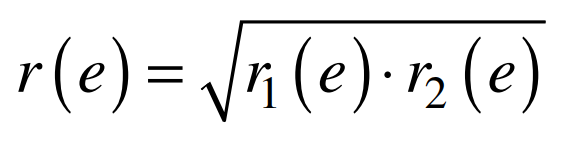 r(e) = √(r₁(e) · r₂(e))